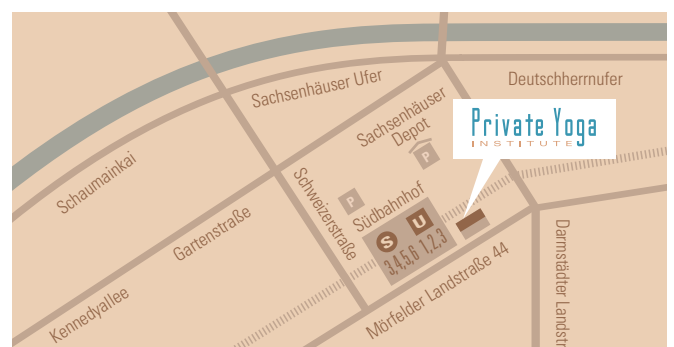 Sachsenhäuser Ufer
Deutschherrnufer
Sachsenhäuser
Depot
P
Private Yoga
INSTITUTE
Schaumainkai
Schweizerstraße
P
Südbahnhof
Gartenstraße
S U
3,4,5,6 1,2,3
Kennedyallee
Mörfelder Landstraße 44
Darmstädter Landstr